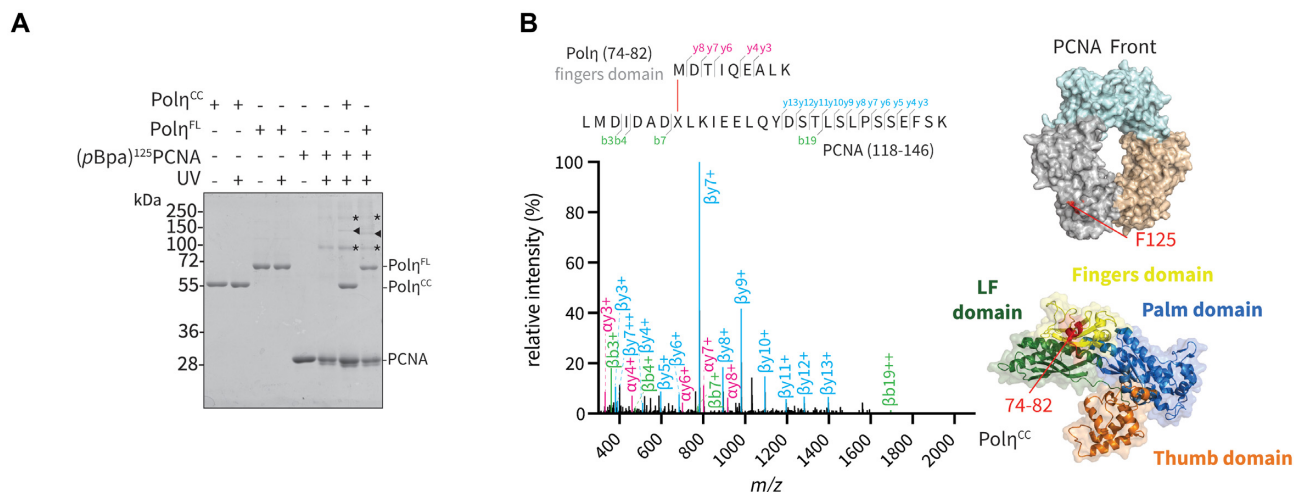 A
Polη^CC + + - - - - + -
Polη^FL - - + + - - - +
(pBpa)^125PCNA - - - - + + + +
UV - + - + - + + +
kDa
250
150
100
72
55
36
28
*
*
*
*
Polη^FL
Polη^CC
PCNA
B
Polη (74-82)
fingers domain
y8 y7 y6 y4 y3
M D T I Q E A L K
y13 y12 y11 y10 y9 y8 y7 y6 y5 y4 y3
L M D I D A D X L K I E E L Q Y D S T L S L P S S E F S K
b3 b4 b7 b19
PCNA (118-146)
relative intensity (%)
100
80
60
40
20
0
αy3+
βb3+
βy3+
αy4+
βy7++
βb4+
βy4+
βy5+
βy6+
αy6+
βy7+
αy7+
βb7+
βy8+
αy8+
βy9+
βy10+
βy11+
βy12+
βy13+
βb19++
400 600 800 1000 1200 1400 1600 1800 2000
m/z
PCNA Front
F125
Fingers domain
LF
domain
Palm domain
74-82
Polη^CC
Thumb domain